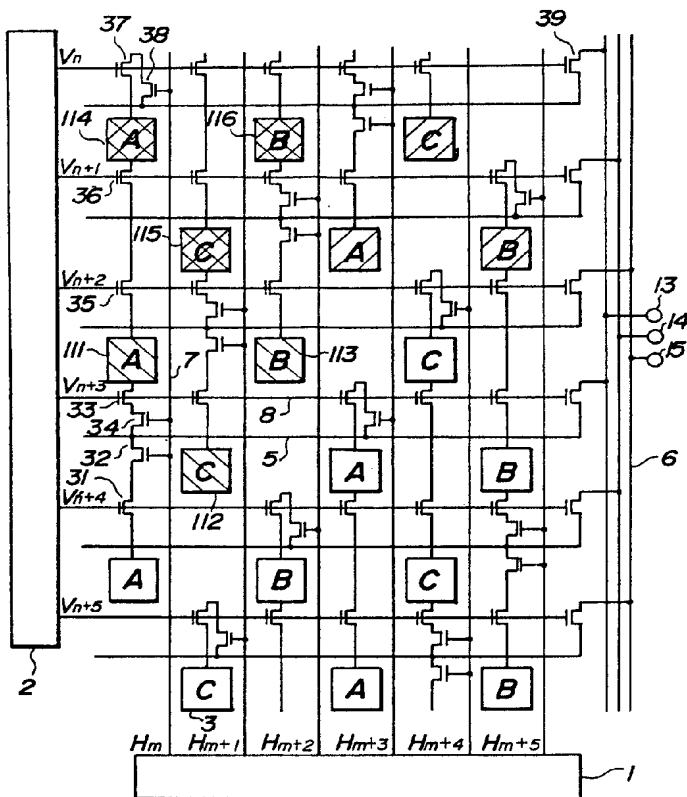 37 38 39
Vn
114 A 116 B C
Vn+1
36
115 C A B
Vn+2
35
13
14
15
111 A 7 B 113 C
Vn+3
33 8
34 5
32 6
31 C A B
112
Vn+4
A B C
Vn+5
2
C A B
3
Hm Hm+1 Hm+2 Hm+3 Hm+4 Hm+5
1